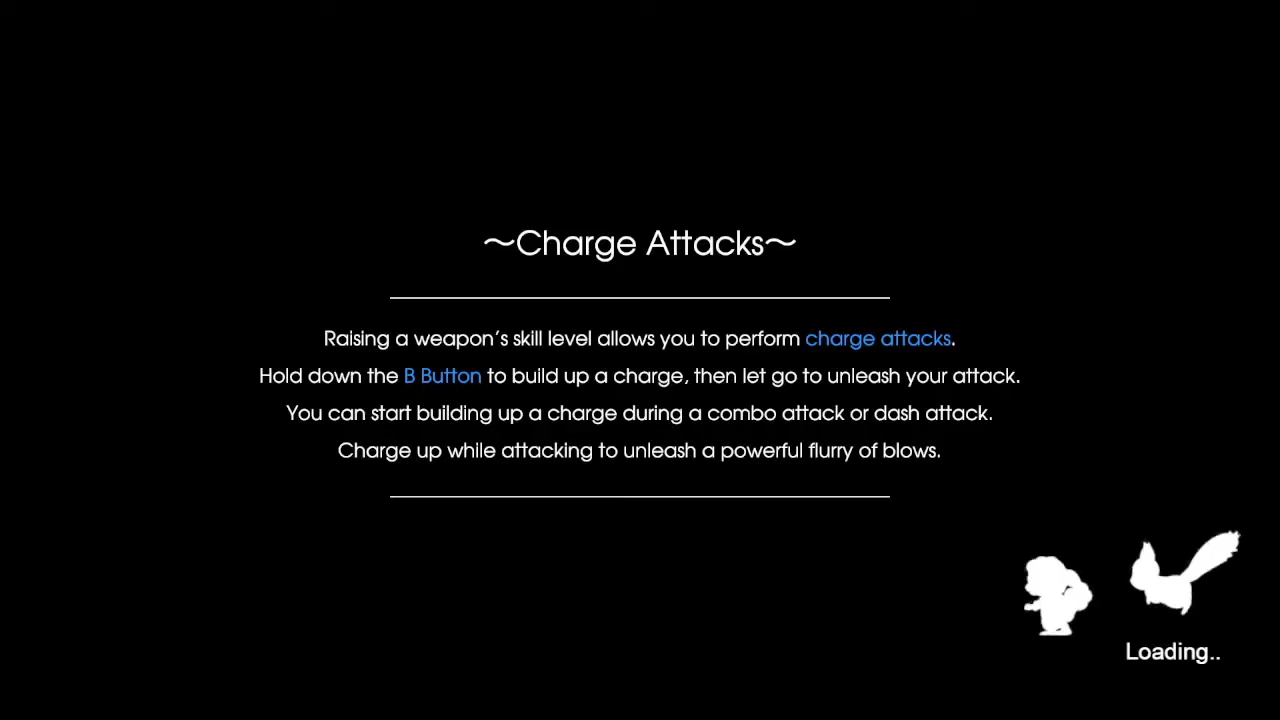 ～Charge Attacks～
Raising a weapon’s skill level allows you to perform charge attacks.
Hold down the B Button to build up a charge, then let go to unleash your attack.
You can start building up a charge during a combo attack or dash attack.
Charge up while attacking to unleash a powerful flurry of blows.
Loading..